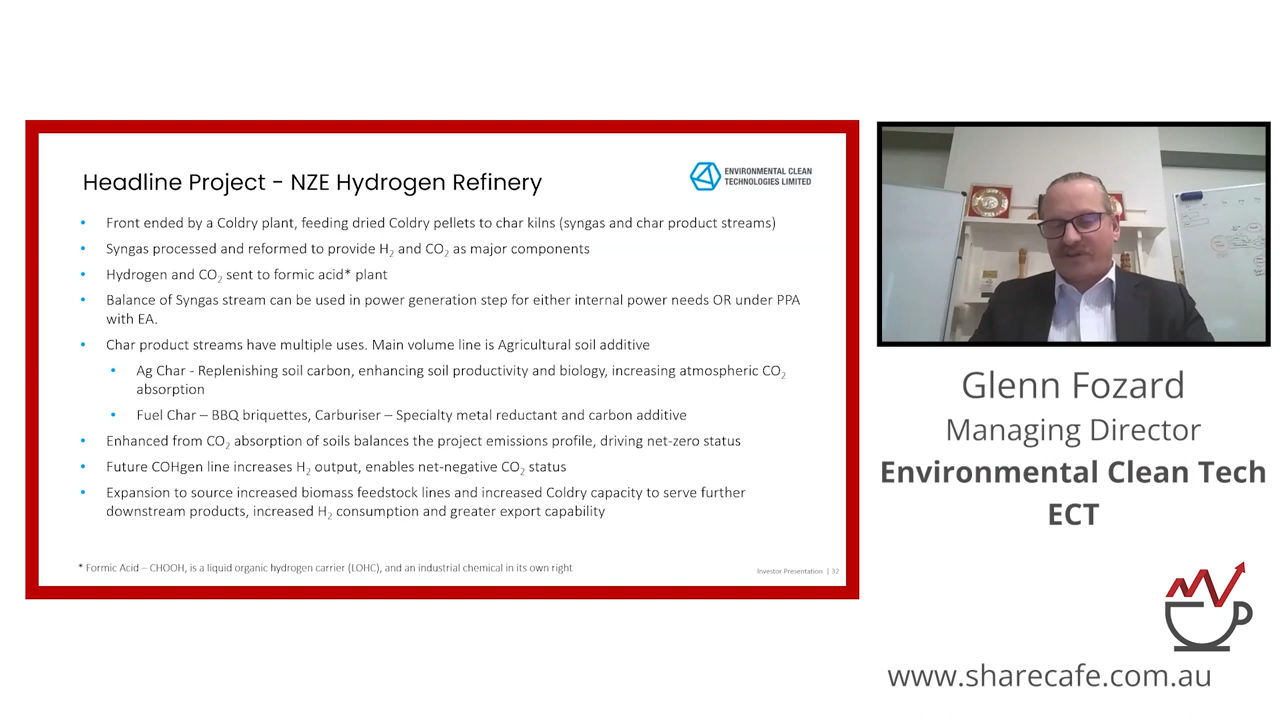 Headline Project - NZE Hydrogen Refinery
ENVIRONMENTAL CLEAN
TECHNOLOGIES LIMITED
• Front ended by a Coldry plant, feeding dried Coldry pellets to char kilns (syngas and char product streams)
• Syngas processed and reformed to provide H₂ and CO₂ as major components
• Hydrogen and CO₂ sent to formic acid* plant
• Balance of Syngas stream can be used in power generation step for either internal power needs OR under PPA
with EA.
• Char product streams have multiple uses. Main volume line is Agricultural soil additive
• Ag Char - Replenishing soil carbon, enhancing soil productivity and biology, increasing atmospheric CO₂
absorption
• Fuel Char – BBQ briquettes, Carburiser – Specialty metal reductant and carbon additive
• Enhanced from CO₂ absorption of soils balances the project emissions profile, driving net-zero status
• Future COHgen line increases H₂ output, enables net-negative CO₂ status
• Expansion to source increased biomass feedstock lines and increased Coldry capacity to serve further
downstream products, increased H₂ consumption and greater export capability
* Formic Acid – CHOOH, is a liquid organic hydrogen carrier (LOHC), and an industrial chemical in its own right
Investor Presentation | 32
Glenn Fozard
Managing Director
Environmental Clean Tech
ECT
www.sharecafe.com.au